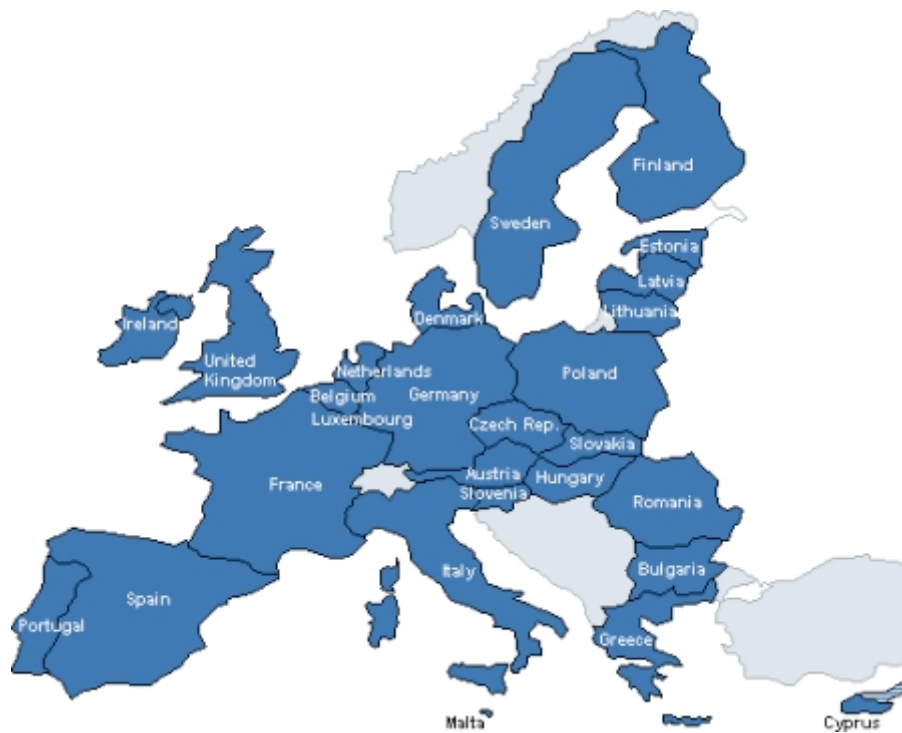 Finland
Sweden
Estonia
Latvia
Lithuania
Denmark
Ireland
United
Kingdom
Netherlands
Poland
Belgium
Germany
Luxembourg
Czech Rep.
Slovakia
France
Austria
Hungary
Slovenia
Romania
Italy
Bulgaria
Spain
Portugal
Greece
Malta
Cyprus